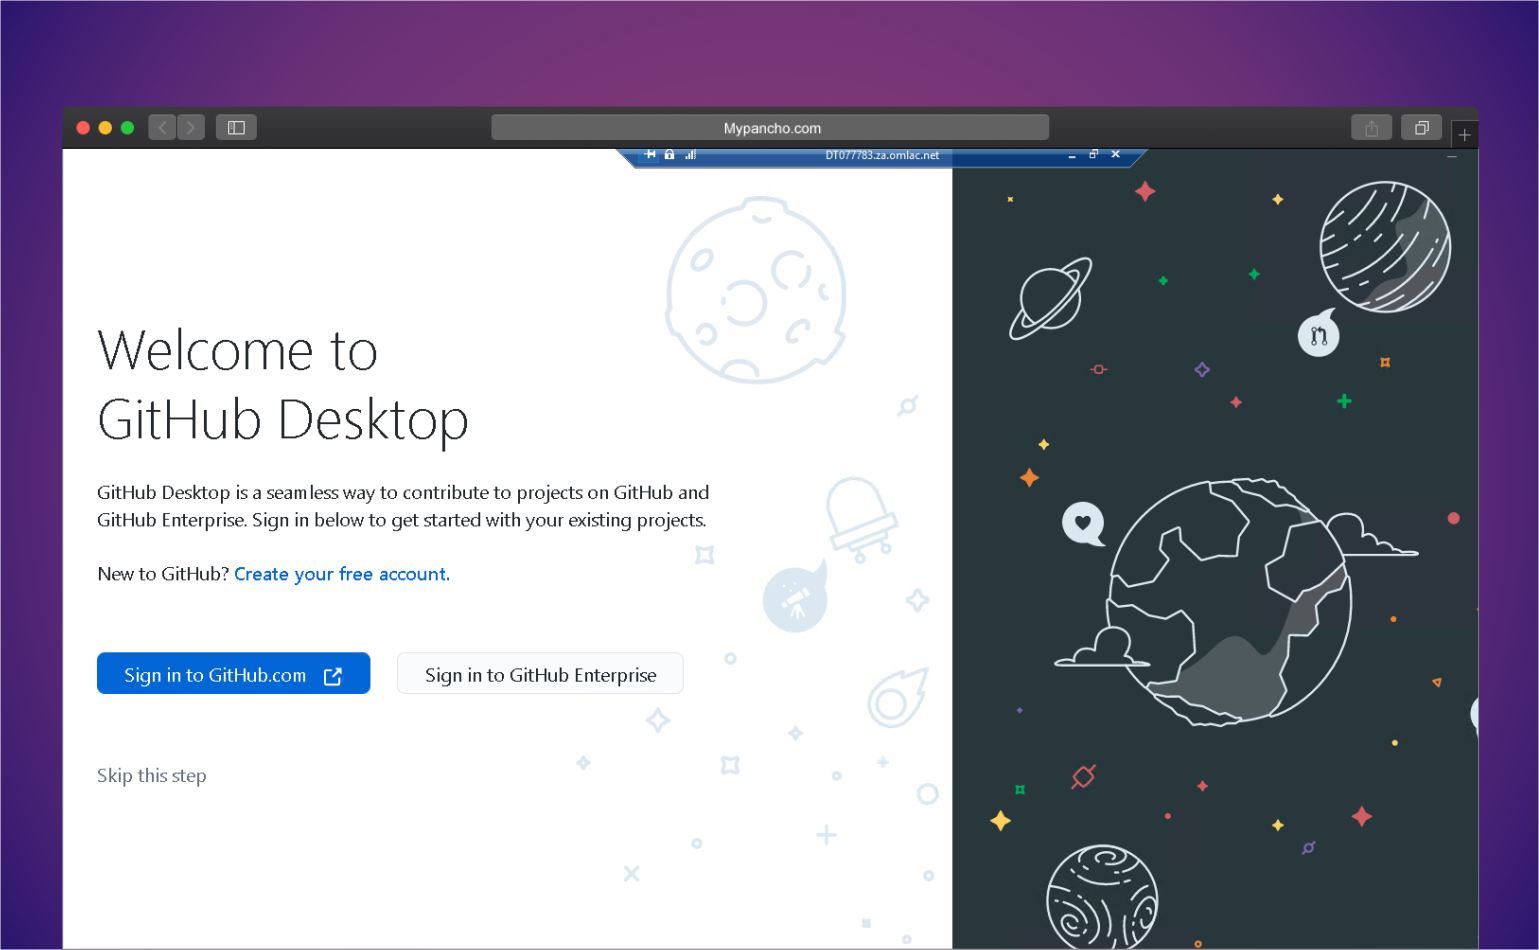 Mypancho.com
DT077783.za.omlac.net
Welcome to
GitHub Desktop
GitHub Desktop is a seamless way to contribute to projects on GitHub and
GitHub Enterprise. Sign in below to get started with your existing projects.
New to GitHub? Create your free account.
Sign in to GitHub.com
Sign in to GitHub Enterprise
Skip this step